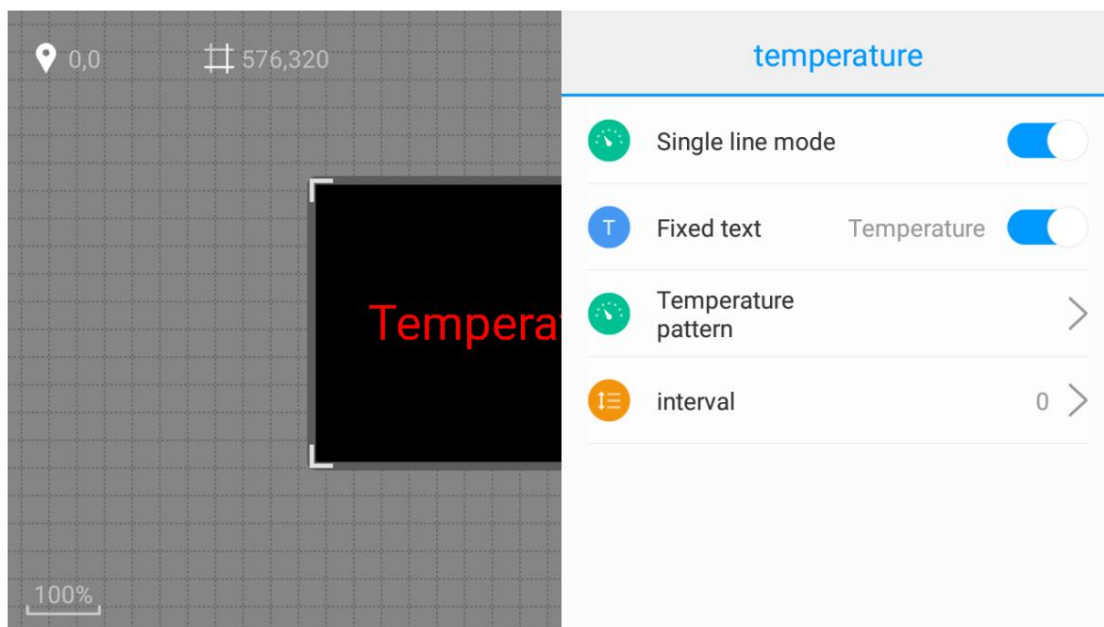 0,0
576,320
temperature
Single line mode
T
Fixed text
Temperature
Tempera
Temperature
pattern
interval
0
100%